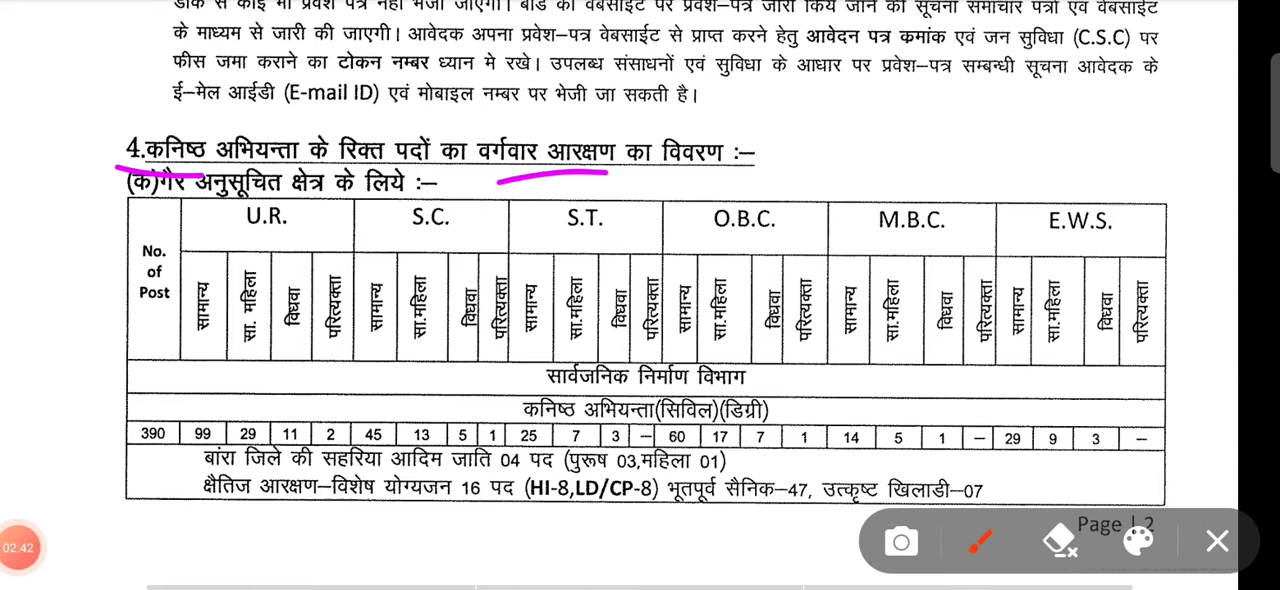 डाक से कोई भी प्रवेश पत्र नहीं भेजा जाएगा। बोर्ड की वेबसाईट पर प्रवेश–पत्र जारी किये जाने की सूचना समाचार पत्रों एवं वेबसाईट
के माध्यम से जारी की जाएगी। आवेदक अपना प्रवेश–पत्र वेबसाईट से प्राप्त करने हेतु आवेदन पत्र कमांक एवं जन सुविधा (C.S.C) पर
फीस जमा कराने का टोकन नम्बर ध्यान मे रखे। उपलब्ध संसाधनों एवं सुविधा के आधार पर प्रवेश–पत्र सम्बन्धी सूचना आवेदक के
ई–मेल आईडी (E-mail ID) एवं मोबाइल नम्बर पर भेजी जा सकती है।
4.कनिष्ठ अभियन्ता के रिक्त पदों का वर्गवार आरक्षण का विवरण :–
(क)गैर अनुसूचित क्षेत्र के लिये :–
No. of Post U.R. S.C. S.T. O.B.C. M.B.C. E.W.S.
सामान्य सा. महिला विधवा परित्यक्ता सामान्य सा.महिला विधवा परित्यक्ता सामान्य सा.महिला विधवा परित्यक्ता सामान्य सा.महिला विधवा परित्यक्ता सामान्य सा.महिला विधवा परित्यक्ता सामान्य सा.महिला विधवा परित्यक्ता
सार्वजनिक निर्माण विभाग
कनिष्ठ अभियन्ता(सिविल)(डिग्री)
390 99 29 11 2 45 13 5 1 25 7 3 – 60 17 7 1 14 5 1 – 29 9 3 –
बांरा जिले की सहरिया आदिम जाति 04 पद (पुरूष 03,महिला 01)
क्षैतिज आरक्षण–विशेष योग्यजन 16 पद (HI-8,LD/CP-8) भूतपूर्व सैनिक–47, उत्कृष्ट खिलाडी–07
Page | 2
02:42